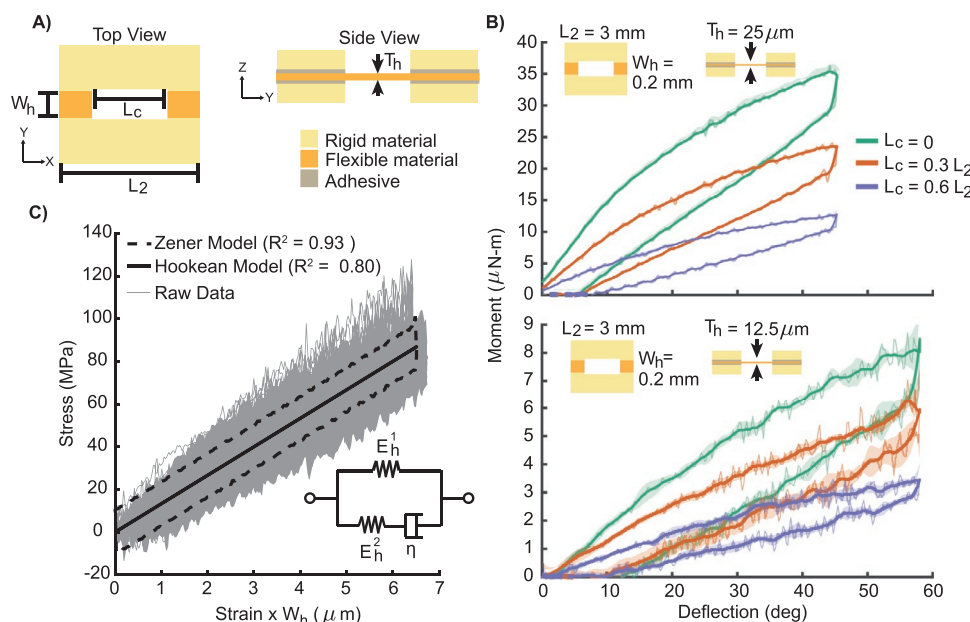 A)
Top View
Side View
W_h
L_c
L_2
Y
X
Z
Y
T_h
Rigid material
Flexible material
Adhesive
B)
L_2 = 3 mm
W_h =
0.2 mm
T_h = 25 μm
L_c = 0
L_c = 0.3 L_2
L_c = 0.6 L_2
40
35
30
25
20
15
10
5
0
Moment (μN-m)
L_2 = 3 mm
W_h =
0.2 mm
T_h = 12.5 μm
9
8
7
6
5
4
3
2
1
0
0 10 20 30 40 50 60
Deflection (deg)
C)
Zener Model (R² = 0.93 )
Hookean Model (R² = 0.80)
Raw Data
140
120
100
80
60
40
20
0
-20
Stress (MPa)
E_h^1
E_h^2
η
0 1 2 3 4 5 6 7
Strain x W_h ( μ m)